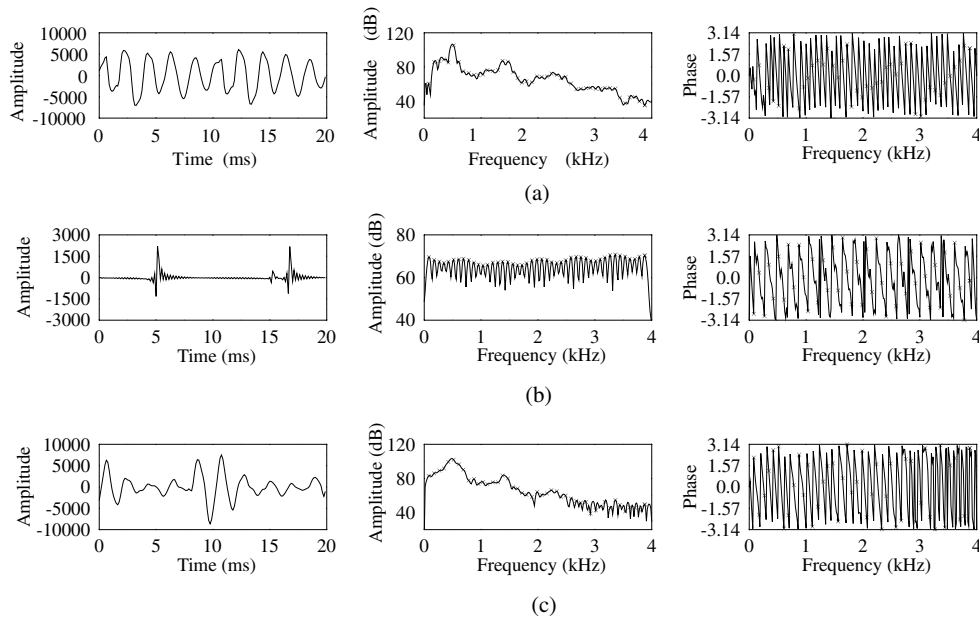 10000
5000
0
-5000
-10000
Amplitude
0 5 10 15 20
Time (ms)
120
80
40
Amplitude (dB)
0 1 2 3 4
Frequency (kHz)
3.14
1.57
0.0
-1.57
-3.14
Phase
0 1 2 3 4
Frequency (kHz)
(a)
3000
1500
0
-1500
-3000
Amplitude
0 5 10 15 20
Time (ms)
80
60
40
Amplitude (dB)
0 1 2 3 4
Frequency (kHz)
3.14
1.57
0.0
-1.57
-3.14
Phase
0 1 2 3 4
Frequency (kHz)
(b)
10000
5000
0
-5000
-10000
Amplitude
0 5 10 15 20
Time (ms)
120
80
40
Amplitude (dB)
0 1 2 3 4
Frequency (kHz)
3.14
1.57
0.0
-1.57
-3.14
Phase
0 1 2 3 4
Frequency (kHz)
(c)